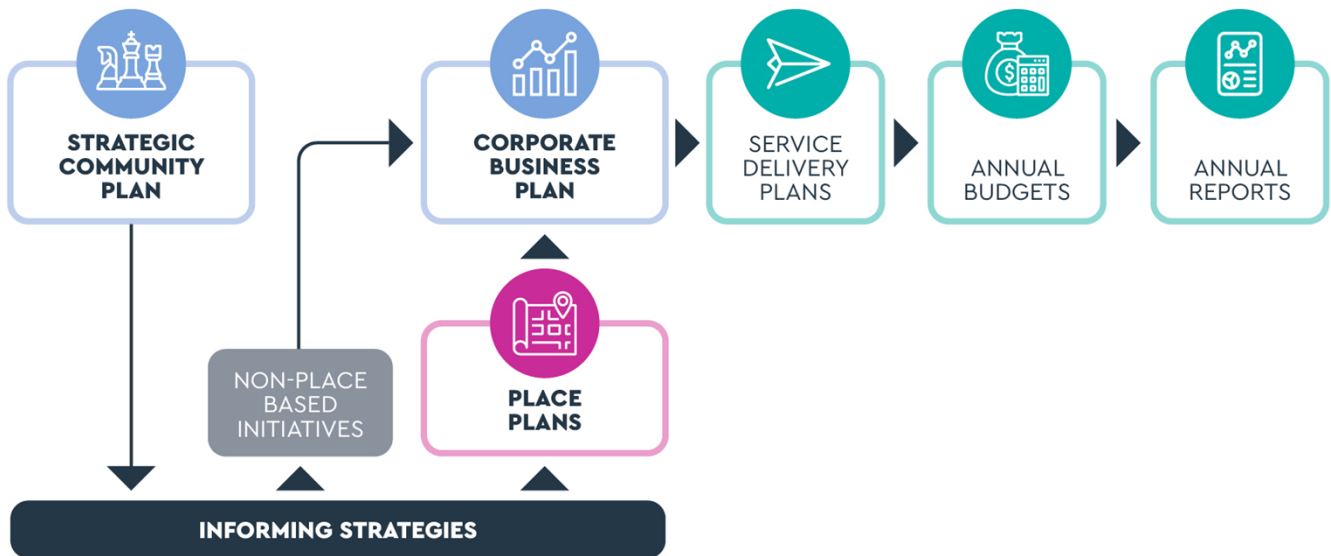 STRATEGIC
COMMUNITY
PLAN
CORPORATE
BUSINESS
PLAN
SERVICE
DELIVERY
PLANS
ANNUAL
BUDGETS
ANNUAL
REPORTS
NON-PLACE
BASED
INITIATIVES
PLACE
PLANS
INFORMING STRATEGIES